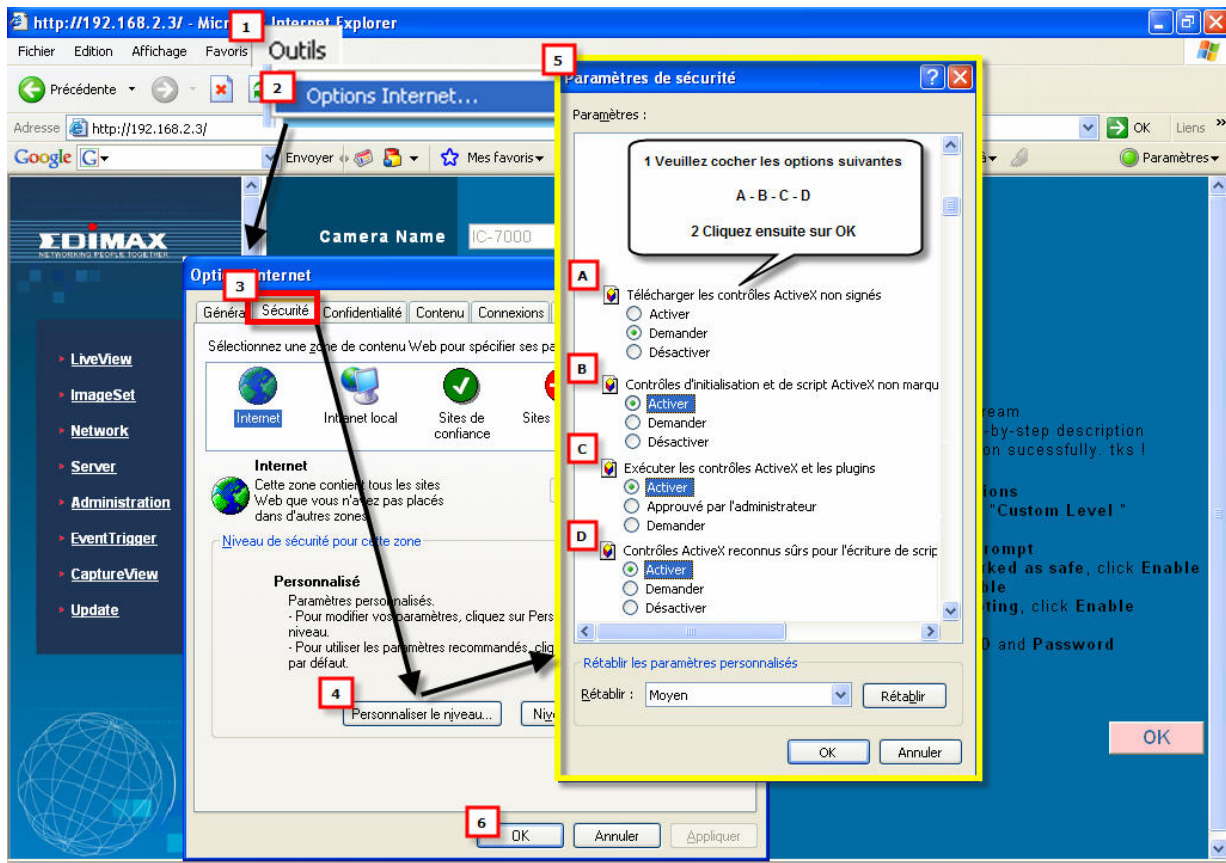 http://192.168.2.3/ - Micr Internet Explorer
1
Fichier Edition Affichage Favoris Outils
2
Options Internet...
Précédente
Adresse http://192.168.2.3/ OK Liens »
Google G Envoyer Mes favoris Paramètres
EDIMAX
NETWORKING PEOPLE TOGETHER
Camera Name IC-7000
LiveView
ImageSet
Network
Server
Administration
EventTrigger
CaptureView
Update
3
Internet
Sécurité Confidentialité Contenu Connexions
Sélectionnez une zone de contenu Web pour spécifier ses pa
Internet
Intranet local
Sites de
confiance
Sites
Internet
Cette zone contient tous les sites
Web que vous n'avez pas placés
dans d'autres zones
Niveau de sécurité pour cette zone
Personnalisé
Paramètres personnalisés.
- Pour modifier vos paramètres, cliquez sur Pers
niveau.
- Pour utiliser les paramètres recommandés, cliq
par défaut.
4
Personnaliser le niveau...
Niv
6
OK Annuler Appliquer
5
Paramètres de sécurité
Paramètres :
1 Veuillez cocher les options suivantes
A - B - C - D
2 Cliquez ensuite sur OK
A
Télécharger les contrôles ActiveX non signés
Activer
Demander
Désactiver
B
Contrôles d'initialisation et de script ActiveX non marqu
Activer
Demander
Désactiver
C
Exécuter les contrôles ActiveX et les plugins
Activer
Approuvé par l'administrateur
Demander
D
Contrôles ActiveX reconnus sûrs pour l'écriture de scrip
Activer
Demander
Désactiver
Rétablir les paramètres personnalisés
Rétablir : Moyen Rétablir
OK Annuler
ream
-by-step description
on sucessfully. tks !
ions
"Custom Level "
rompt
rked as safe, click Enable
ble
ting, click Enable
D and Password
OK